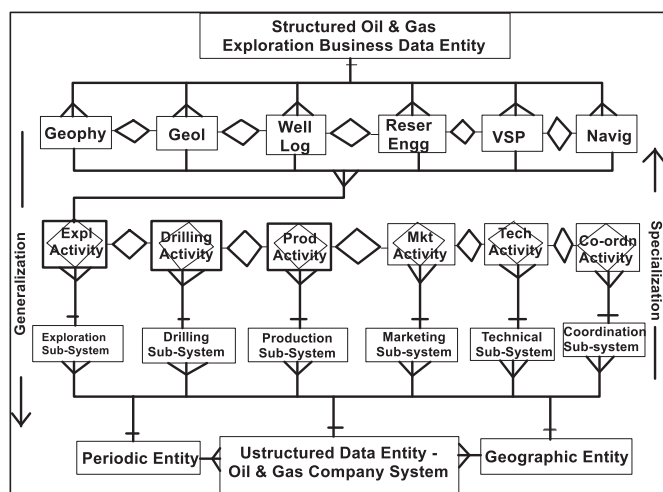 Structured Oil & Gas
Exploration Business Data Entity
Geophy
Geol
Well
Log
Reser
Engg
VSP
Navig
Generalization
Specialization
Expl
Activity
Drilling
Activity
Prod
Activity
Mkt
Activity
Tech
Activity
Co-ordn
Activity
Exploration
Sub-System
Drilling
Sub-System
Production
Sub-System
Marketing
Sub-system
Technical
Sub-System
Coordination
Sub-system
Periodic Entity
Ustructured Data Entity -
Oil & Gas Company System
Geographic Entity